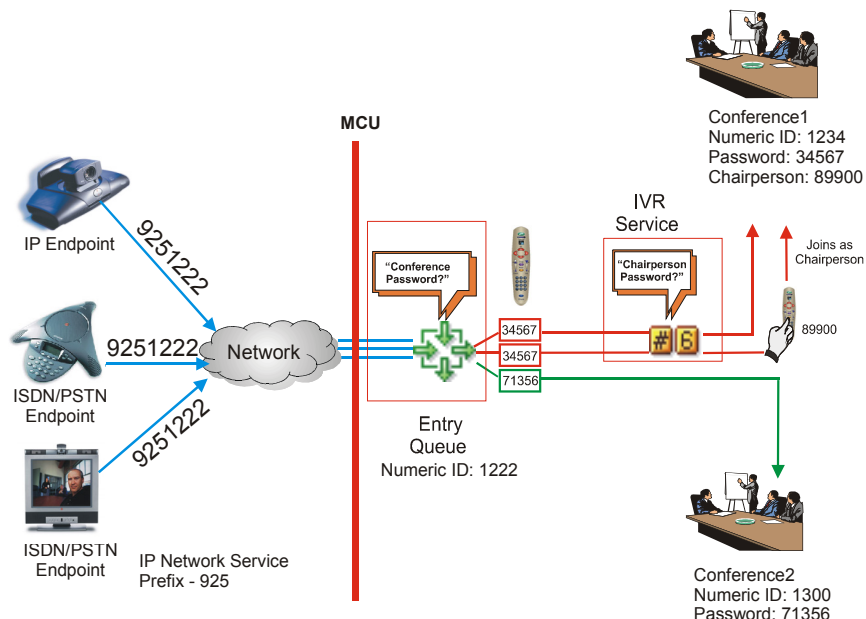 Conference1
Numeric ID: 1234
Password: 34567
Chairperson: 89900
MCU
IVR
Service
IP Endpoint
9251222
"Conference
Password?"
"Chairperson
Password?"
Joins as
Chairperson
9251222
Network
34567
34567
71356
# 6
89900
ISDN/PSTN
Endpoint
9251222
Entry
Queue
Numeric ID: 1222
ISDN/PSTN
Endpoint
IP Network Service
Prefix - 925
Conference2
Numeric ID: 1300
Password: 71356